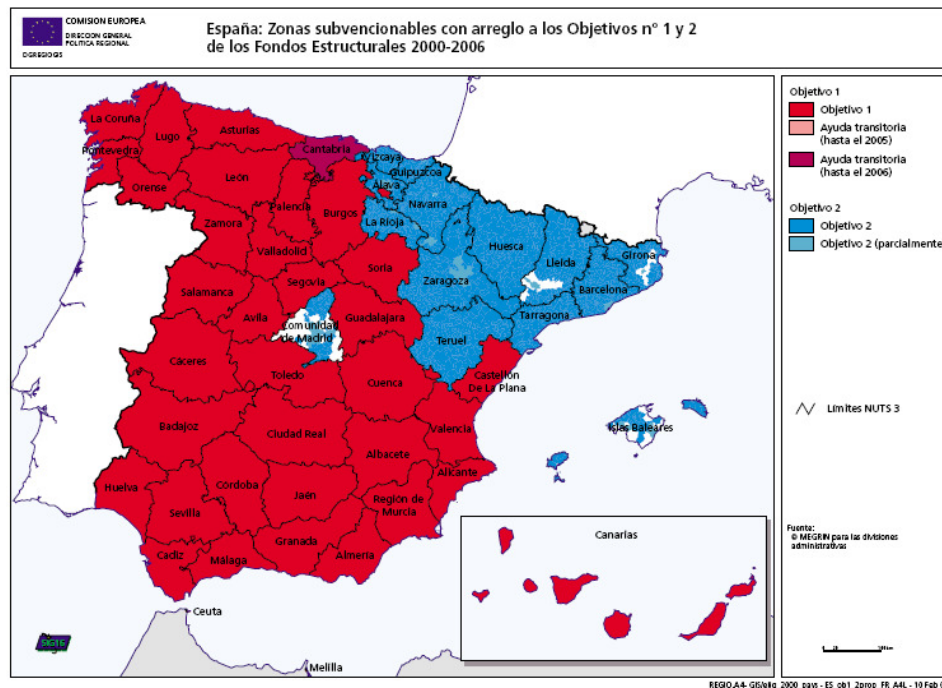 COMISION EUROPEA
DIRECCION GENERAL
POLITICA REGIONAL
DGREGIOGIS
España: Zonas subvencionables con arreglo a los Objetivos n° 1 y 2
de los Fondos Estructurales 2000-2006
Objetivo 1
Objetivo 1
Ayuda transitoria
(hasta el 2005)
Ayuda transitoria
(hasta el 2006)
Objetivo 2
Objetivo 2
Objetivo 2 (parcialmente
Límites NUTS 3
Fuente:
© MEGRIN para las divisiones
administrativas
La Coruña
Lugo
Asturias
Cantabria
Vizcaya
Guipuzcoa
Pontevedra
Orense
León
Palencia
Burgos
Alava
Navarra
La Rioja
Huesca
Lleida
Girona
Zamora
Valladolid
Soria
Zaragoza
Barcelona
Tarragona
Salamanca
Segovia
Avila
Comunidad
de Madrid
Guadalajara
Teruel
Cáceres
Toledo
Cuenca
Castellón
De La Plana
Badajoz
Ciudad Real
Valencia
Islas Baleares
Albacete
Alicante
Huelva
Sevilla
Córdoba
Jaén
Región de
Murcia
Cadiz
Málaga
Granada
Almería
Canarias
Ceuta
Melilla